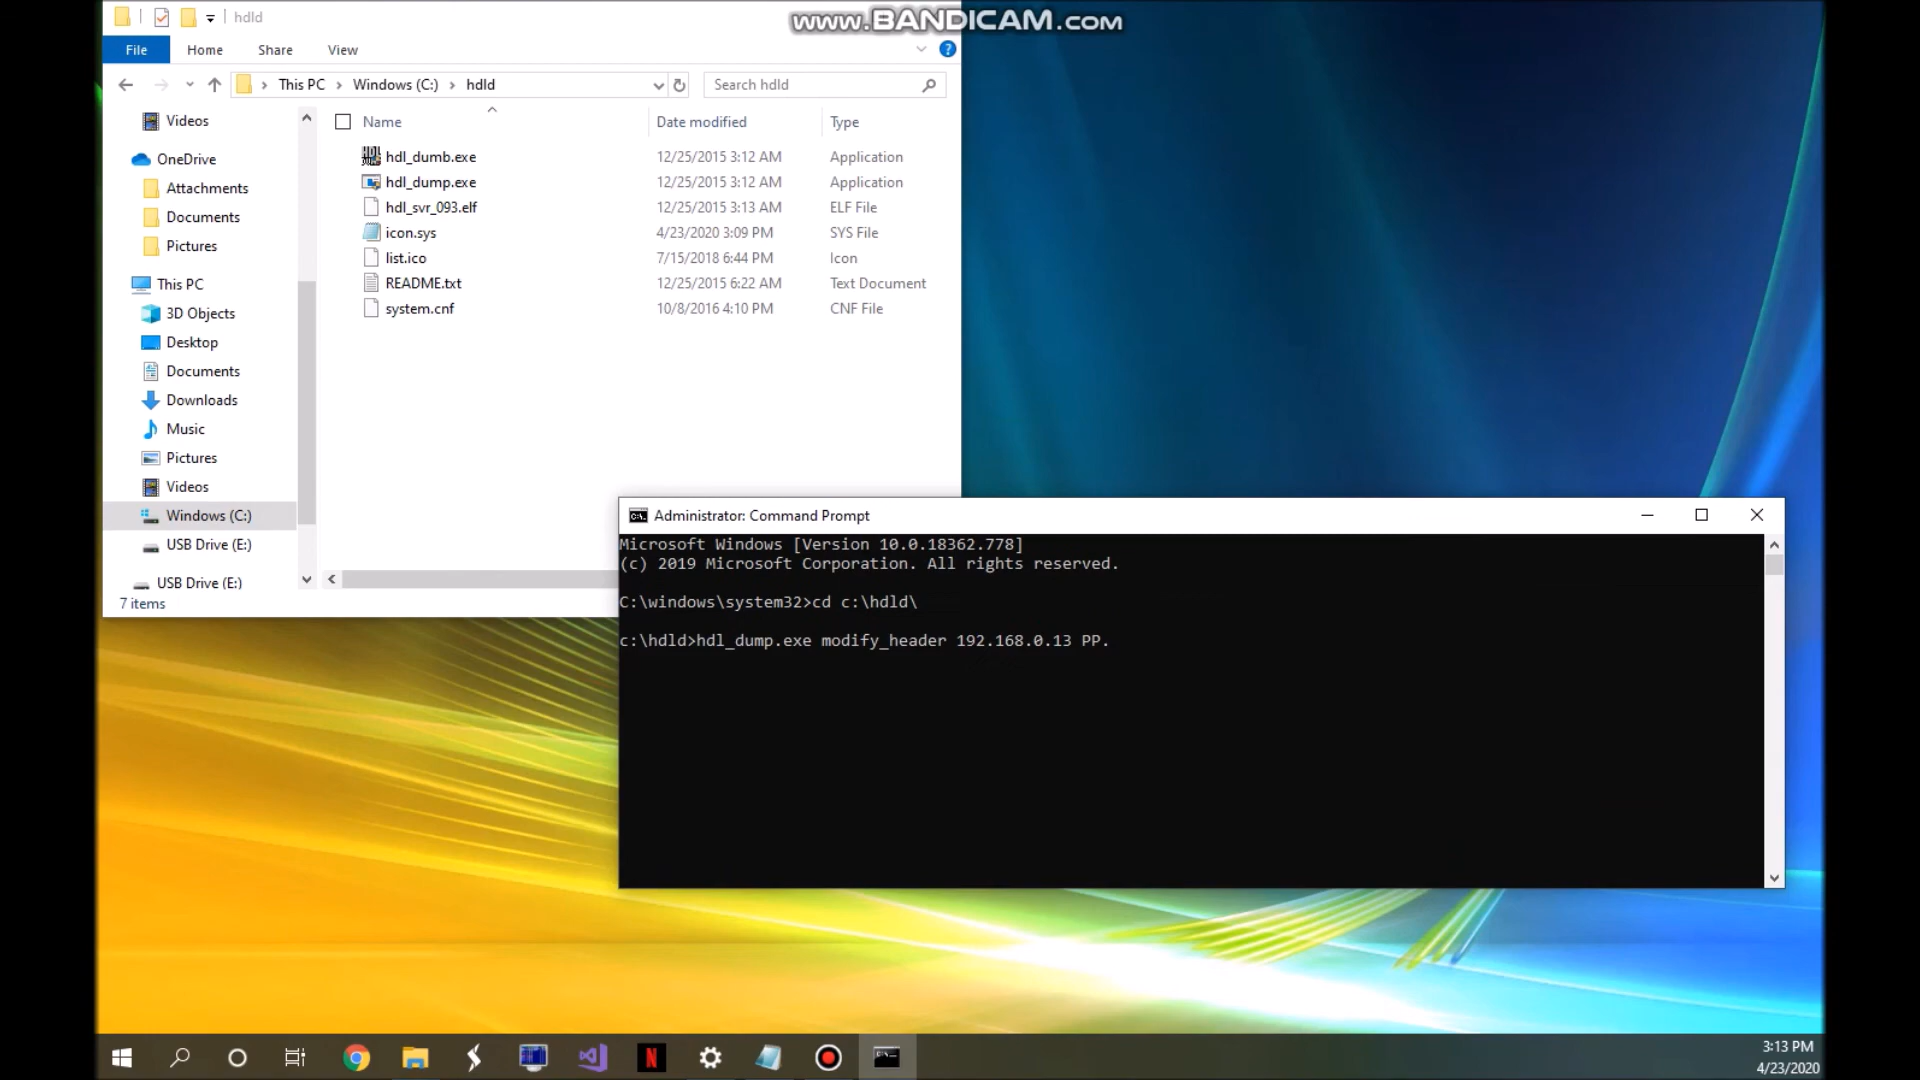 hdld
www.BANDICAM.com
File Home Share View
This PC Windows (C:) hdld
Search hdld
Name Date modified Type
Videos
OneDrive
Attachments
Documents
Pictures
This PC
3D Objects
Desktop
Documents
Downloads
Music
Pictures
Videos
Windows (C:)
USB Drive (E:)
USB Drive (E:)
hdl_dumb.exe 12/25/2015 3:12 AM Application
hdl_dump.exe 12/25/2015 3:12 AM Application
hdl_svr_093.elf 12/25/2015 3:13 AM ELF File
icon.sys 4/23/2020 3:09 PM SYS File
list.ico 7/15/2018 6:44 PM Icon
README.txt 12/25/2015 6:22 AM Text Document
system.cnf 10/8/2016 4:10 PM CNF File
7 items
Administrator: Command Prompt
Microsoft Windows [Version 10.0.18362.778]
(c) 2019 Microsoft Corporation. All rights reserved.
C:\windows\system32>cd c:\hdld\
c:\hdld>hdl_dump.exe modify_header 192.168.0.13 PP.
3:13 PM
4/23/2020